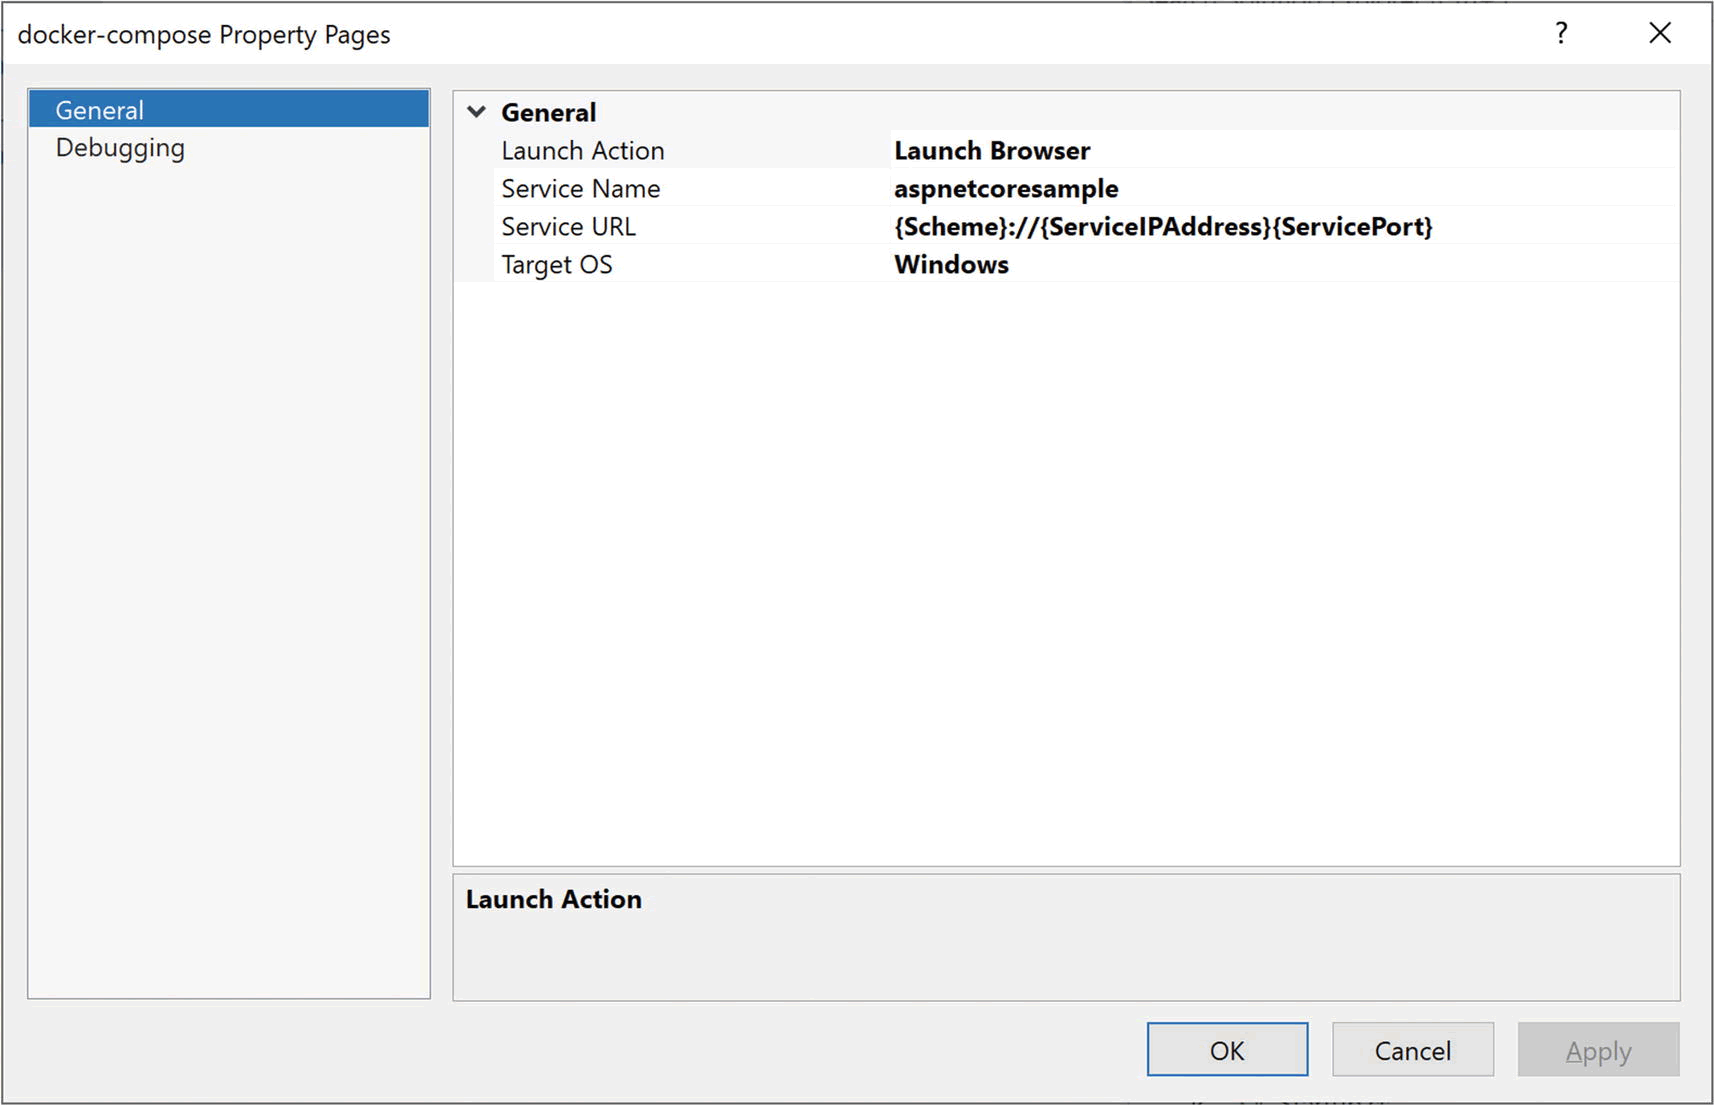 docker-compose Property Pages ?
General
Debugging
General
Launch Action Launch Browser
Service Name aspnetcoresample
Service URL {Scheme}://{ServiceIPAddress}{ServicePort}
Target OS Windows
Launch Action
OK Cancel Apply